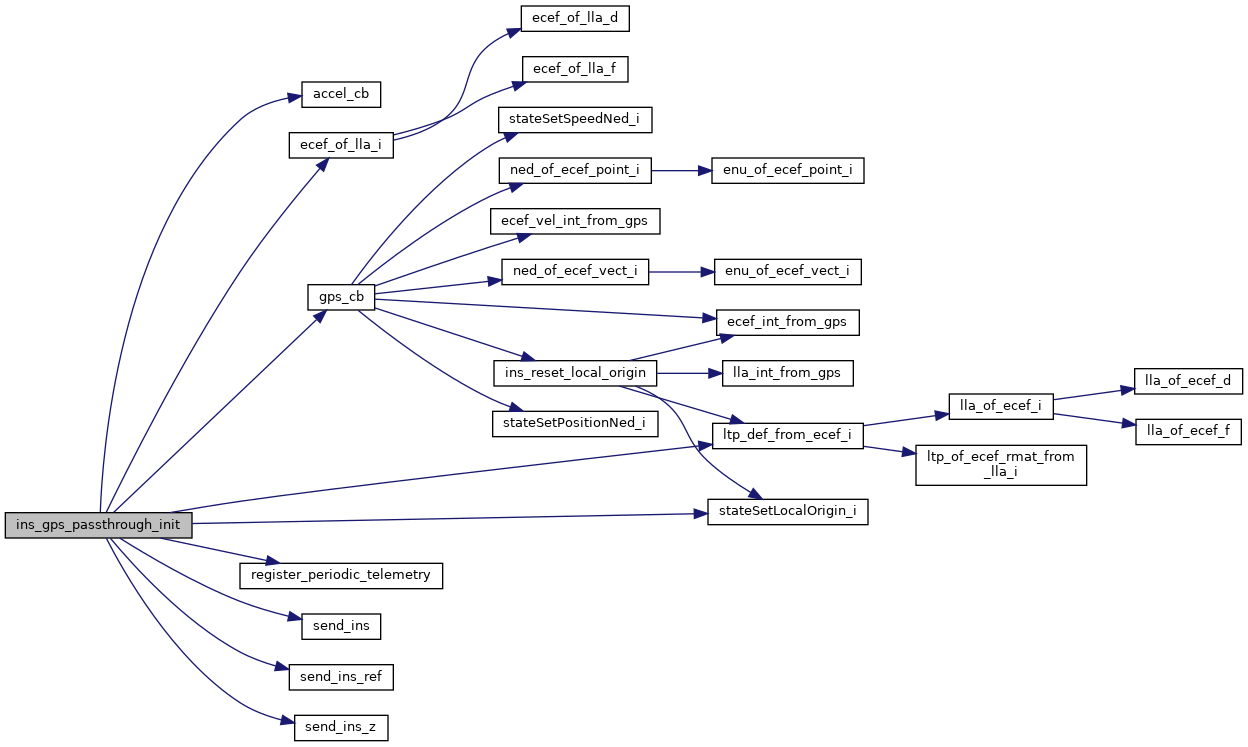 ecef_of_lla_d
ecef_of_lla_f
accel_cb
stateSetSpeedNed_i
ecef_of_lla_i
ned_of_ecef_point_i
enu_of_ecef_point_i
ecef_vel_int_from_gps
ned_of_ecef_vect_i
enu_of_ecef_vect_i
gps_cb
ecef_int_from_gps
ins_reset_local_origin
lla_int_from_gps
lla_of_ecef_d
lla_of_ecef_i
stateSetPositionNed_i
lla_of_ecef_f
ltp_def_from_ecef_i
ltp_of_ecef_rmat_from
_lla_i
stateSetLocalOrigin_i
ins_gps_passthrough_init
register_periodic_telemetry
send_ins
send_ins_ref
send_ins_z